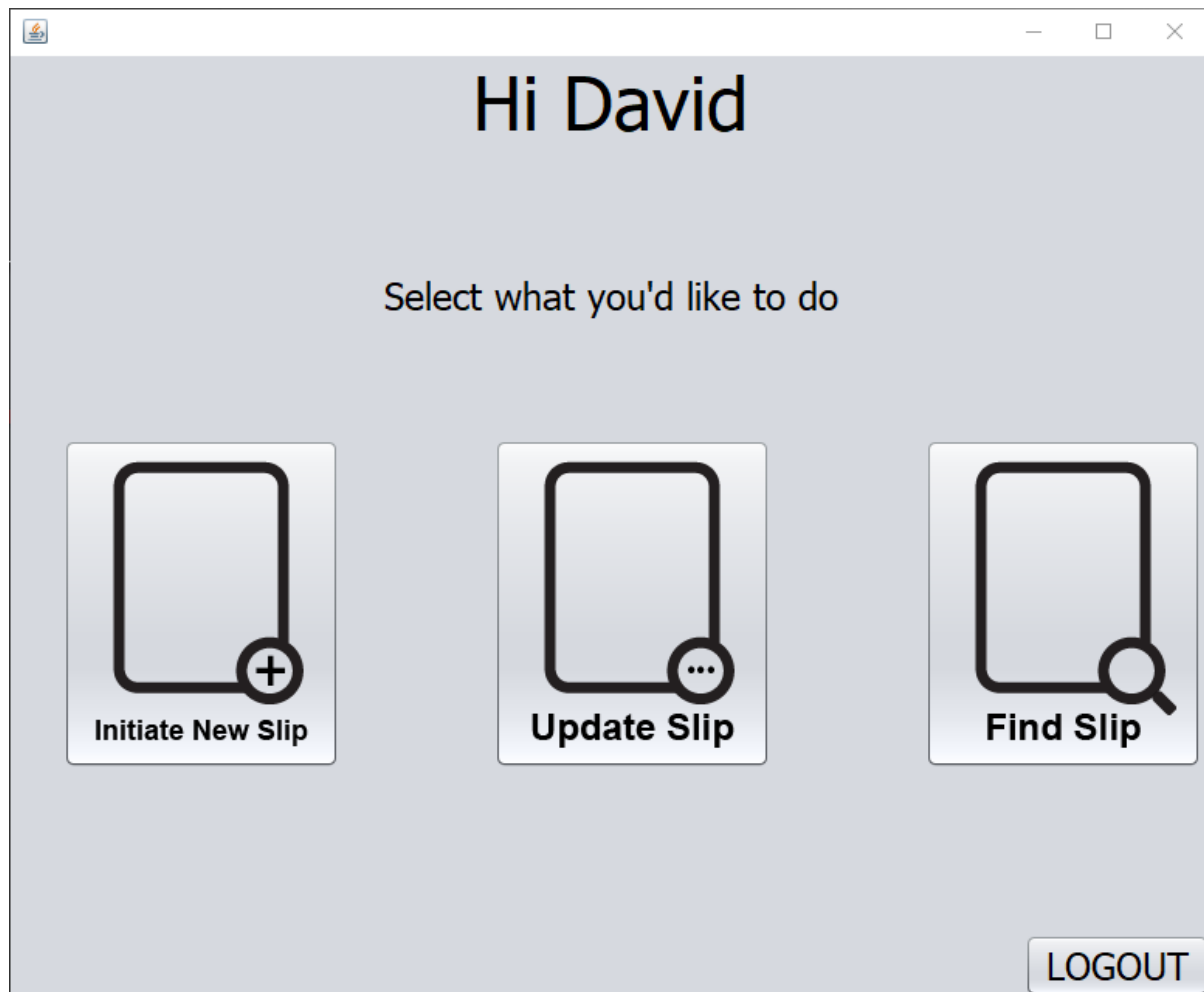 Hi David
Select what you'd like to do
Initiate New Slip
Update Slip
Find Slip
LOGOUT